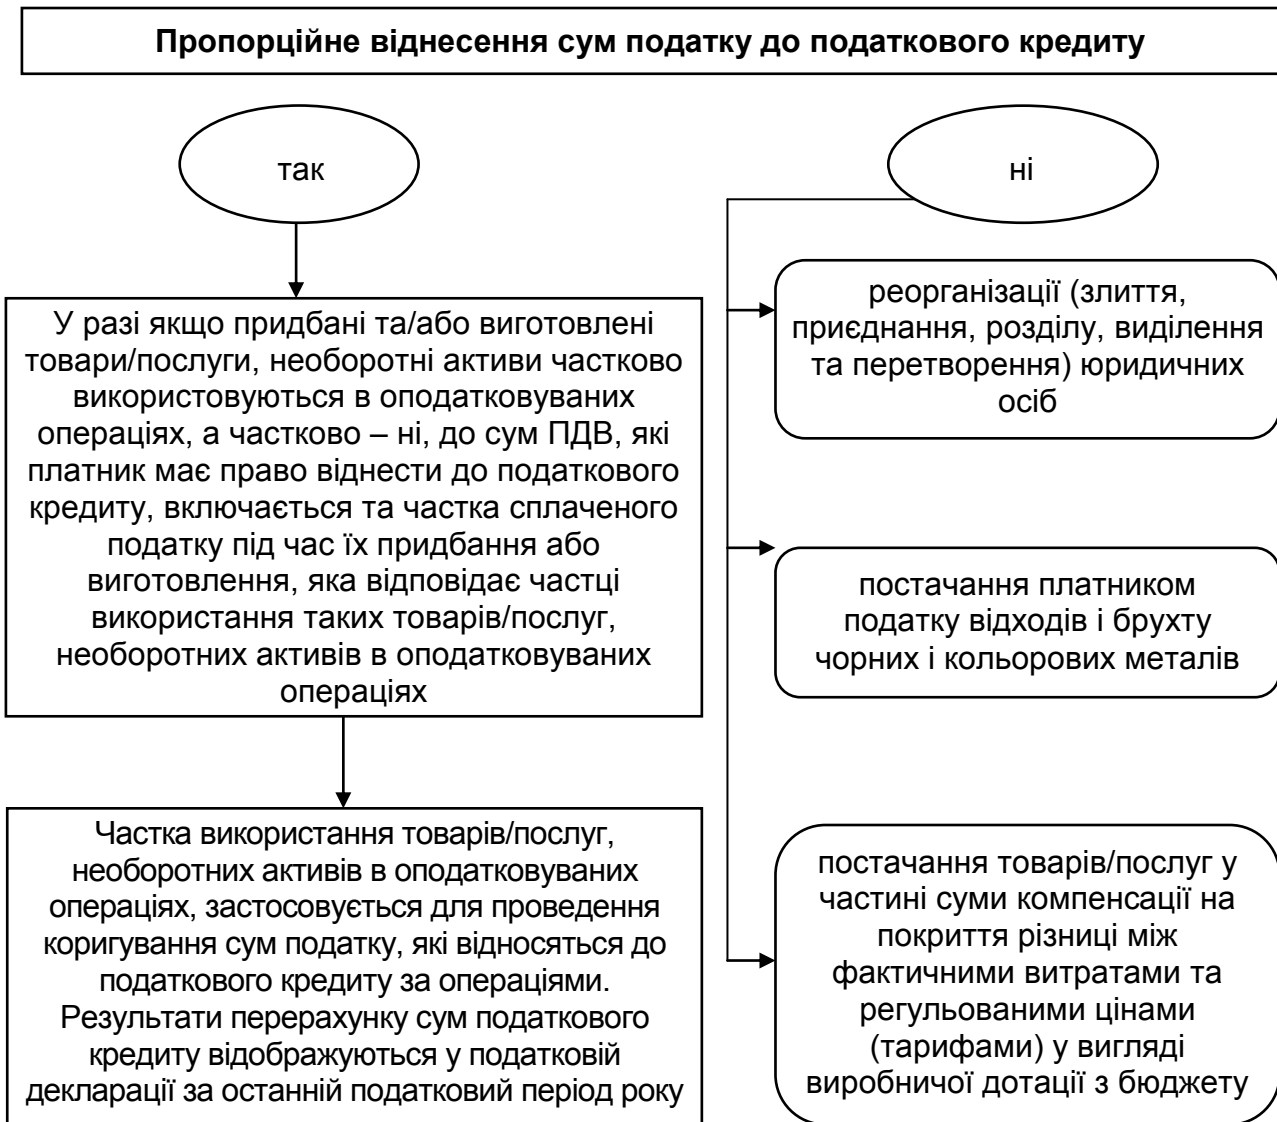 Пропорційне віднесення сум податку до податкового кредиту
так
У разі якщо придбані та/або виготовлені
товари/послуги, необоротні активи частково
використовуються в оподатковуваних
операціях, а частково – ні, до сум ПДВ, які
платник має право віднести до податкового
кредиту, включається та частка сплаченого
податку під час їх придбання або
виготовлення, яка відповідає частці
використання таких товарів/послуг,
необоротних активів в оподатковуваних
операціях
Частка використання товарів/послуг,
необоротних активів в оподатковуваних
операціях, застосовується для проведення
коригування сум податку, які відносяться до
податкового кредиту за операціями.
Результати перерахунку сум податкового
кредиту відображуються у податковій
декларації за останній податковий період року
ні
реорганізації (злиття,
приєднання, розділу, виділення
та перетворення) юридичних
осіб
постачання платником
податку відходів і брухту
чорних і кольорових металів
постачання товарів/послуг у
частині суми компенсації на
покриття різниці між
фактичними витратами та
регульованими цінами
(тарифами) у вигляді
виробничої дотації з бюджету